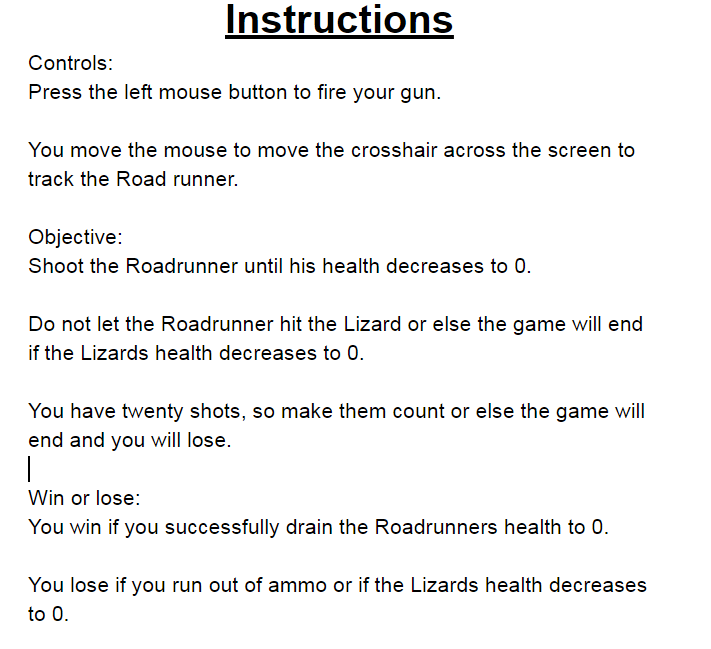 Instructions
Controls:
Press the left mouse button to fire your gun.
You move the mouse to move the crosshair across the screen to
track the Road runner.
Objective:
Shoot the Roadrunner until his health decreases to 0.
Do not let the Roadrunner hit the Lizard or else the game will end
if the Lizards health decreases to 0.
You have twenty shots, so make them count or else the game will
end and you will lose.
Win or lose:
You win if you successfully drain the Roadrunners health to 0.
You lose if you run out of ammo or if the Lizards health decreases
to 0.